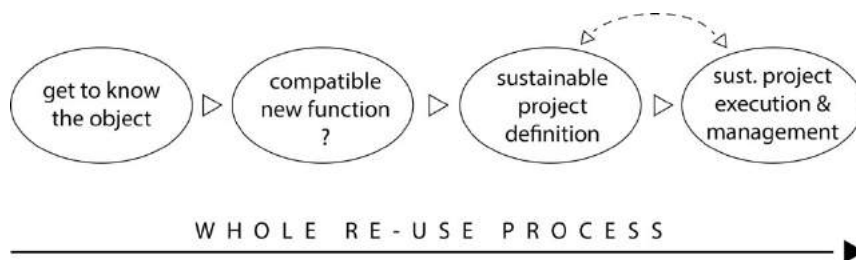 get to know
the object
compatible
new function
?
sustainable
project
definition
sust. project
execution &
management
WHOLE RE-USE PROCESS